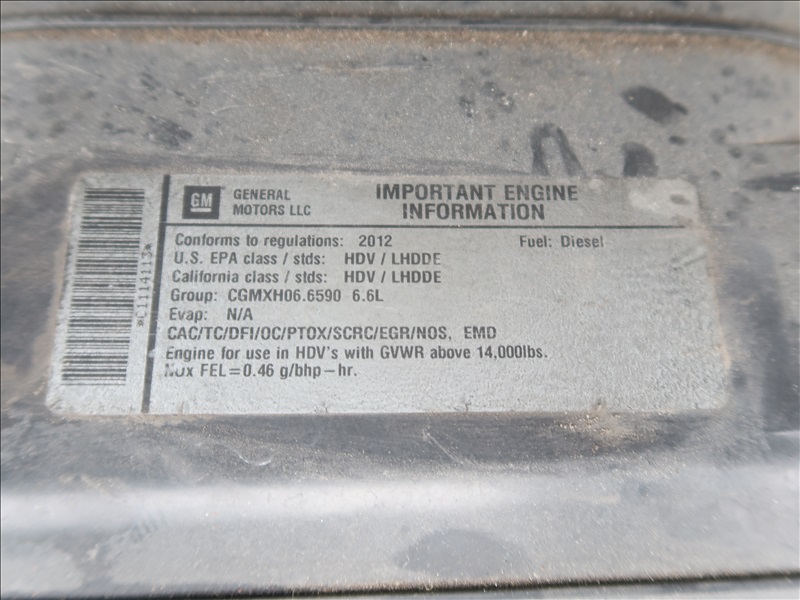 GM
GENERAL
MOTORS LLC
IMPORTANT ENGINE
INFORMATION
Conforms to regulations: 2012 Fuel: Diesel
U.S. EPA class / stds: HDV / LHDDE
California class / stds: HDV / LHDDE
Group: CGMXH06.6590 6.6L
Evap: N/A
CAC/TC/DFI/OC/PTOX/SCRC/EGR/NOS, EMD
Engine for use in HDV's with GVWR above 14,000lbs.
NOx FEL=0.46 g/bhp-hr.
*C1114113*